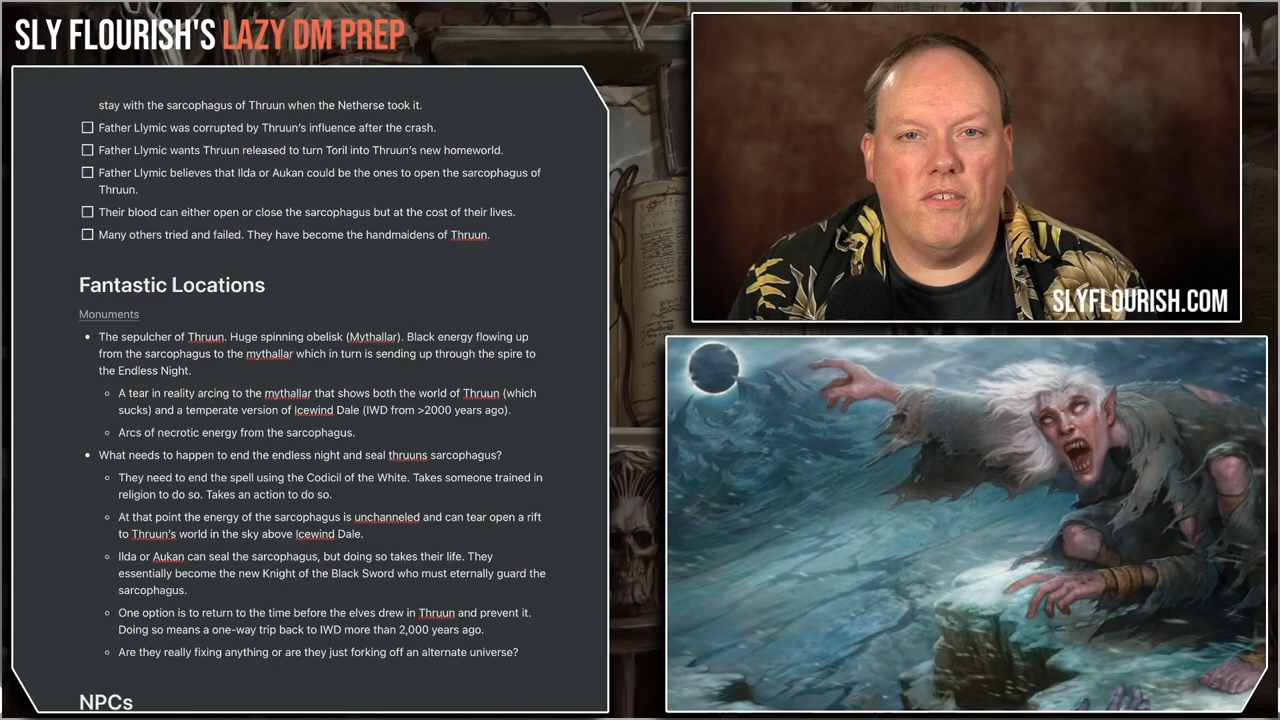 SLY FLOURISH'S LAZY DM PREP
stay with the sarcophagus of Thruun when the Netherse took it.
Father Llymic was corrupted by Thruun's influence after the crash.
Father Llymic wants Thruun released to turn Toril into Thruun's new homeworld.
Father Llymic believes that Ilda or Aukan could be the ones to open the sarcophagus of
Thruun.
Their blood can either open or close the sarcophagus but at the cost of their lives.
Many others tried and failed. They have become the handmaidens of Thruun.
Fantastic Locations
Monuments
The sepulcher of Thruun. Huge spinning obelisk (Mythallar). Black energy flowing up
from the sarcophagus to the mythallar which in turn is sending up through the spire to
the Endless Night.
A tear in reality arcing to the mythallar that shows both the world of Thruun (which
sucks) and a temperate version of Icewind Dale (IWD from >2000 years ago).
Arcs of necrotic energy from the sarcophagus.
What needs to happen to end the endless night and seal thruuns sarcophagus?
They need to end the spell using the Codicil of the White. Takes someone trained in
religion to do so. Takes an action to do so.
At that point the energy of the sarcophagus is unchanneled and can tear open a rift
to Thruun's world in the sky above Icewind Dale.
Ilda or Aukan can seal the sarcophagus, but doing so takes their life. They
essentially become the new Knight of the Black Sword who must eternally guard the
sarcophagus.
One option is to return to the time before the elves drew in Thruun and prevent it.
Doing so means a one-way trip back to IWD more than 2,000 years ago.
Are they really fixing anything or are they just forking off an alternate universe?
NPCs
SLYFLOURISH.COM